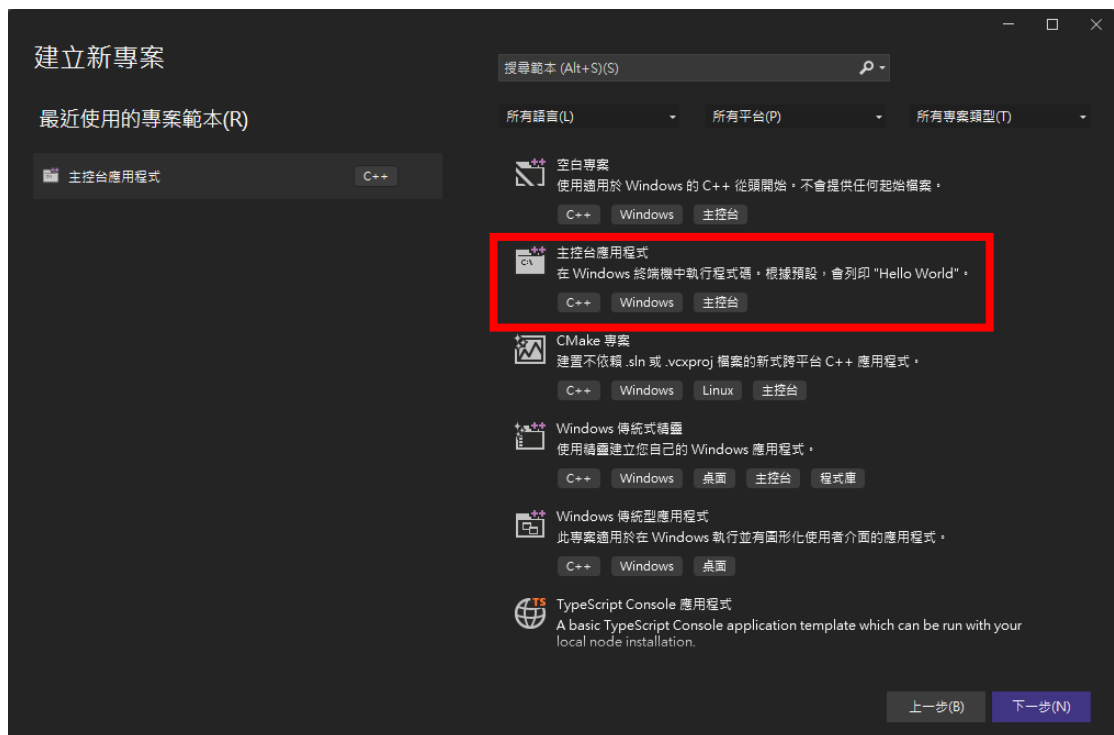 建立新專案
搜尋範本 (Alt+S)(S)
最近使用的專案範本(R)
所有語言(L)
所有平台(P)
所有專案類型(T)
主控台應用程式
C++
空白專案
使用適用於 Windows 的 C++ 從頭開始。不會提供任何起始檔案。
C++ Windows 主控台
主控台應用程式
在 Windows 終端機中執行程式碼。根據預設，會列印 "Hello World"。
C++ Windows 主控台
CMake 專案
建置不依賴 .sln 或 .vcxproj 檔案的新式跨平台 C++ 應用程式。
C++ Windows Linux 主控台
Windows 傳統式精靈
使用精靈建立您自己的 Windows 應用程式。
C++ Windows 桌面 主控台 程式庫
Windows 傳統型應用程式
此專案適用於在 Windows 執行並有圖形化使用者介面的應用程式。
C++ Windows 桌面
TS
TypeScript Console 應用程式
A basic TypeScript Console application template which can be run with your
local node installation.
上一步(B)
下一步(N)